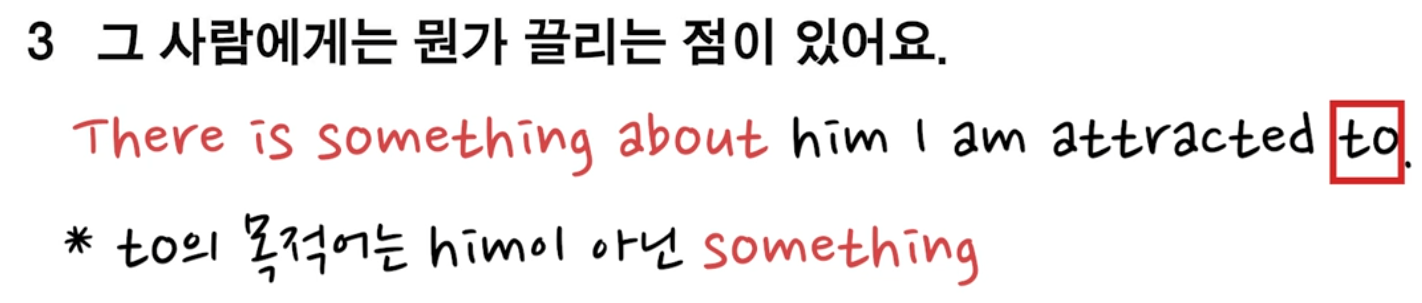 3 그 사람에게는 뭔가 끌리는 점이 있어요.
There is something about him I am attracted to.
* to의 목적어는 him이 아닌 something